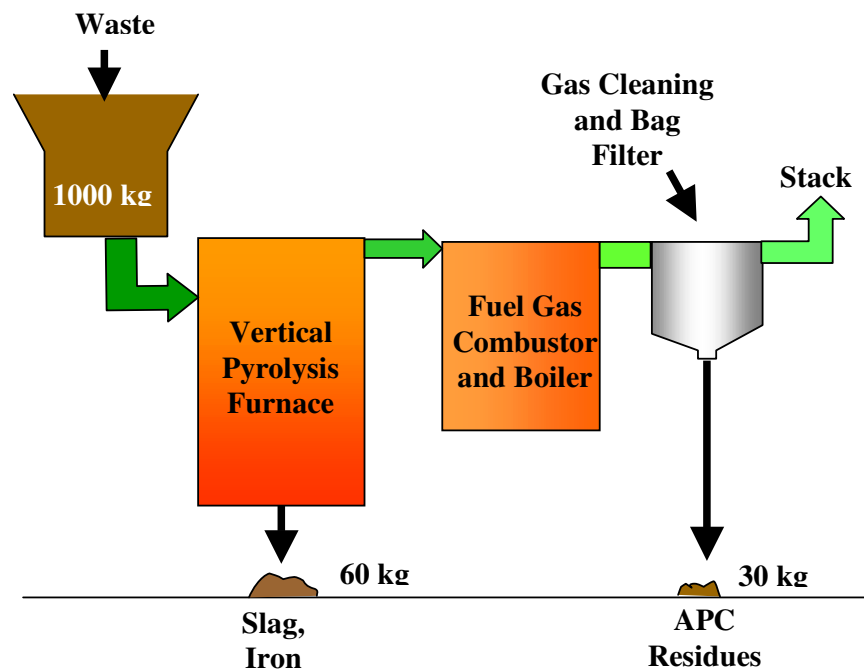 Waste
1000 kg
Gas Cleaning
and Bag
Filter
Stack
Vertical
Pyrolysis
Furnace
Fuel Gas
Combustor
and Boiler
60 kg
Slag,
Iron
30 kg
APC
Residues